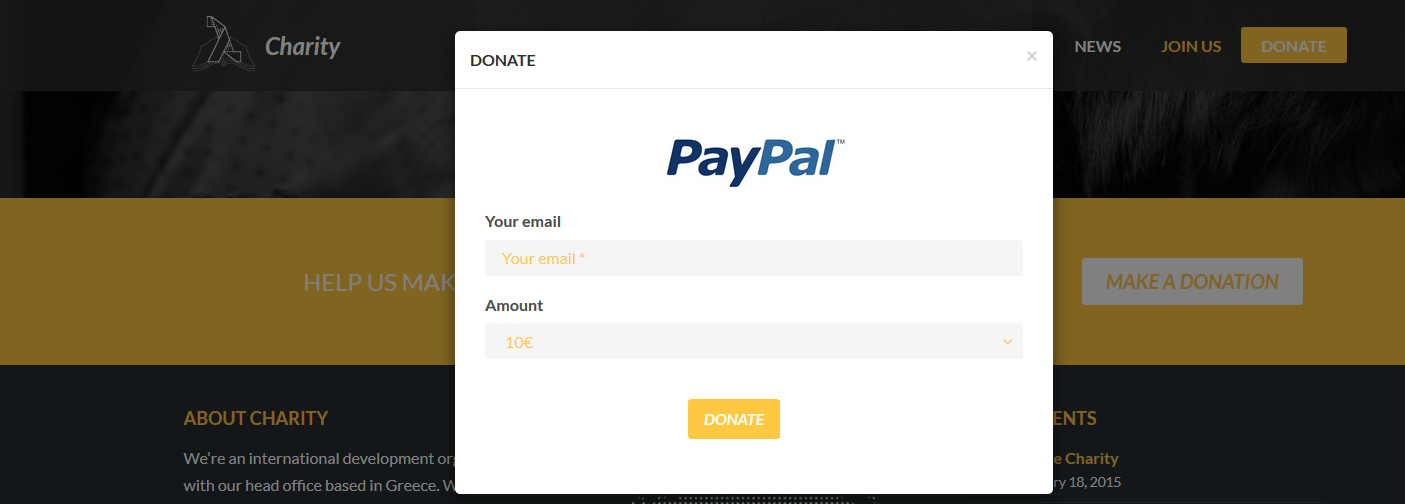 Charity
NEWS
JOIN US
DONATE
DONATE
×
PayPal™
Your email
Your email *
Amount
10€
DONATE
HELP US MAK
MAKE A DONATION
ABOUT CHARITY
We're an international development org
with our head office based in Greece. W
ENTS
e Charity
ry 18, 2015